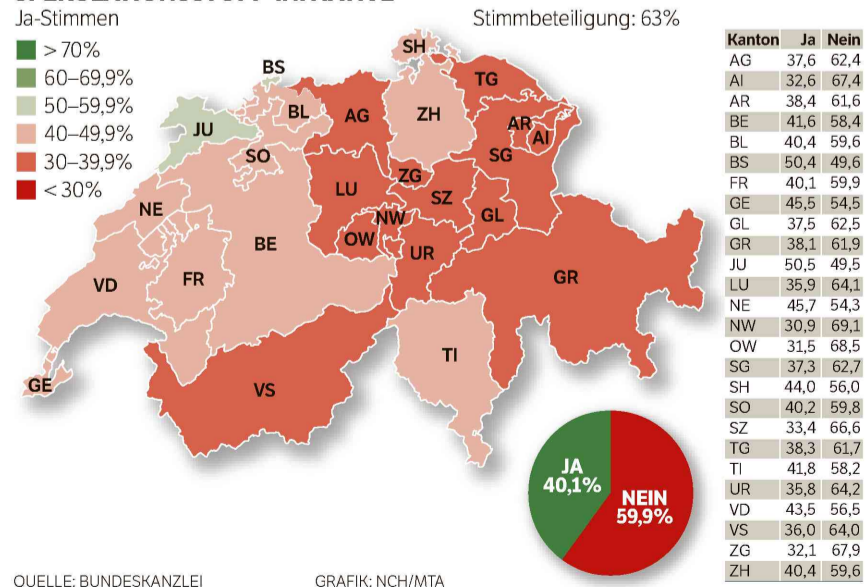 Ja-Stimmen
Stimmbeteiligung: 63%
> 70%
60–69,9%
50–59,9%
40–49,9%
30–39,9%
< 30%
SH
BS
TG
BL
AG
ZH
JU
AR
AI
SO
SG
ZG
LU
SZ
NE
NW
GL
OW
BE
UR
FR
VD
GR
TI
GE
VS
JA
40,1%
NEIN
59,9%
Kanton Ja Nein
AG 37,6 62,4
AI 32,6 67,4
AR 38,4 61,6
BE 41,6 58,4
BL 40,4 59,6
BS 50,4 49,6
FR 40,1 59,9
GE 45,5 54,5
GL 37,5 62,5
GR 38,1 61,9
JU 50,5 49,5
LU 35,9 64,1
NE 45,7 54,3
NW 30,9 69,1
OW 31,5 68,5
SG 37,3 62,7
SH 44,0 56,0
SO 40,2 59,8
SZ 33,4 66,6
TG 38,3 61,7
TI 41,8 58,2
UR 35,8 64,2
VD 43,5 56,5
VS 36,0 64,0
ZG 32,1 67,9
ZH 40,4 59,6
QUELLE: BUNDESKANZLEI
GRAFIK: NCH/MTA